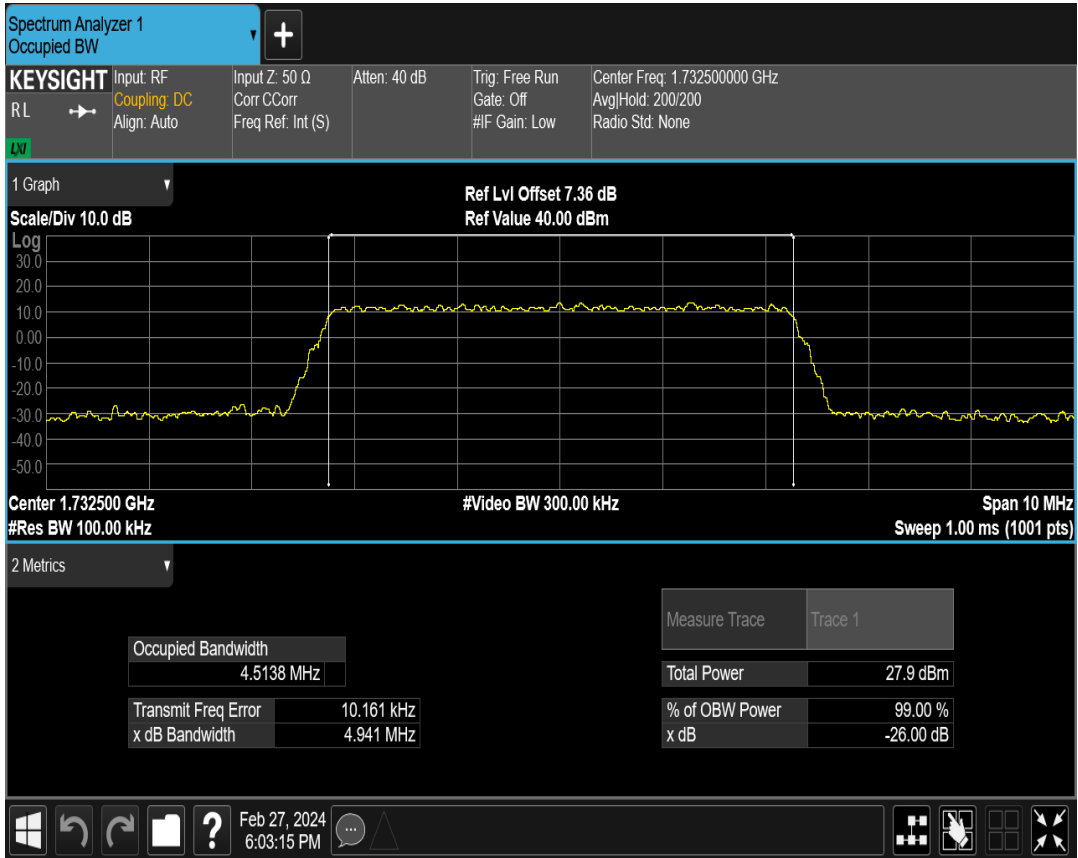 Spectrum Analyzer 1
Occupied BW
KEYSIGHT
R L
LXI
Input: RF
Coupling: DC
Align: Auto
Input Z: 50 Ω
Corr CCorr
Freq Ref: Int (S)
Atten: 40 dB
Trig: Free Run
Gate: Off
#IF Gain: Low
Center Freq: 1.732500000 GHz
Avg|Hold: 200/200
Radio Std: None
1 Graph
Scale/Div 10.0 dB
Ref Lvl Offset 7.36 dB
Ref Value 40.00 dBm
Log
30.0
20.0
10.0
0.00
-10.0
-20.0
-30.0
-40.0
-50.0
Center 1.732500 GHz
#Video BW 300.00 kHz
Span 10 MHz
#Res BW 100.00 kHz
Sweep 1.00 ms (1001 pts)
2 Metrics
Occupied Bandwidth
4.5138 MHz
Transmit Freq Error 10.161 kHz
x dB Bandwidth 4.941 MHz
Measure Trace Trace 1
Total Power 27.9 dBm
% of OBW Power 99.00 %
x dB -26.00 dB
?
Feb 27, 2024
6:03:15 PM